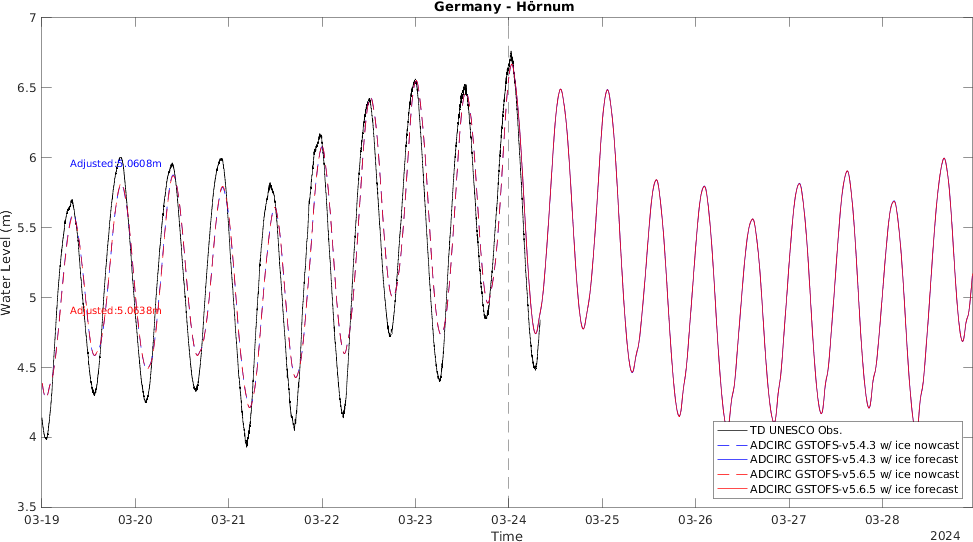 Germany - Hörnum
7
6.5
6
5.5
5
4.5
4
3.5
Water Level (m)
Adjusted:5.0608m
Adjusted:5.0638m
TD UNESCO Obs.
ADCIRC GSTOFS-v5.4.3 w/ ice nowcast
ADCIRC GSTOFS-v5.4.3 w/ ice forecast
ADCIRC GSTOFS-v5.6.5 w/ ice nowcast
ADCIRC GSTOFS-v5.6.5 w/ ice forecast
03-19 03-20 03-21 03-22 03-23 03-24 03-25 03-26 03-27 03-28
Time
2024